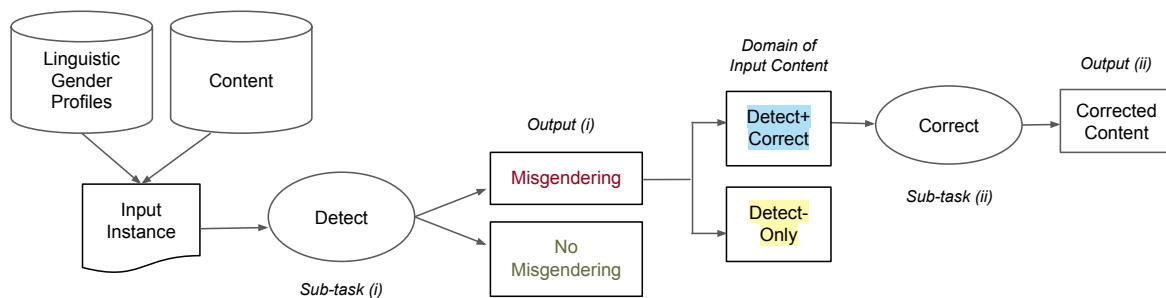 Linguistic
Gender
Profiles
Content
Input
Instance
Detect
Sub-task (i)
Output (i)
Misgendering
No
Misgendering
Domain of
Input Content
Detect+
Correct
Detect-
Only
Correct
Sub-task (ii)
Output (ii)
Corrected
Content